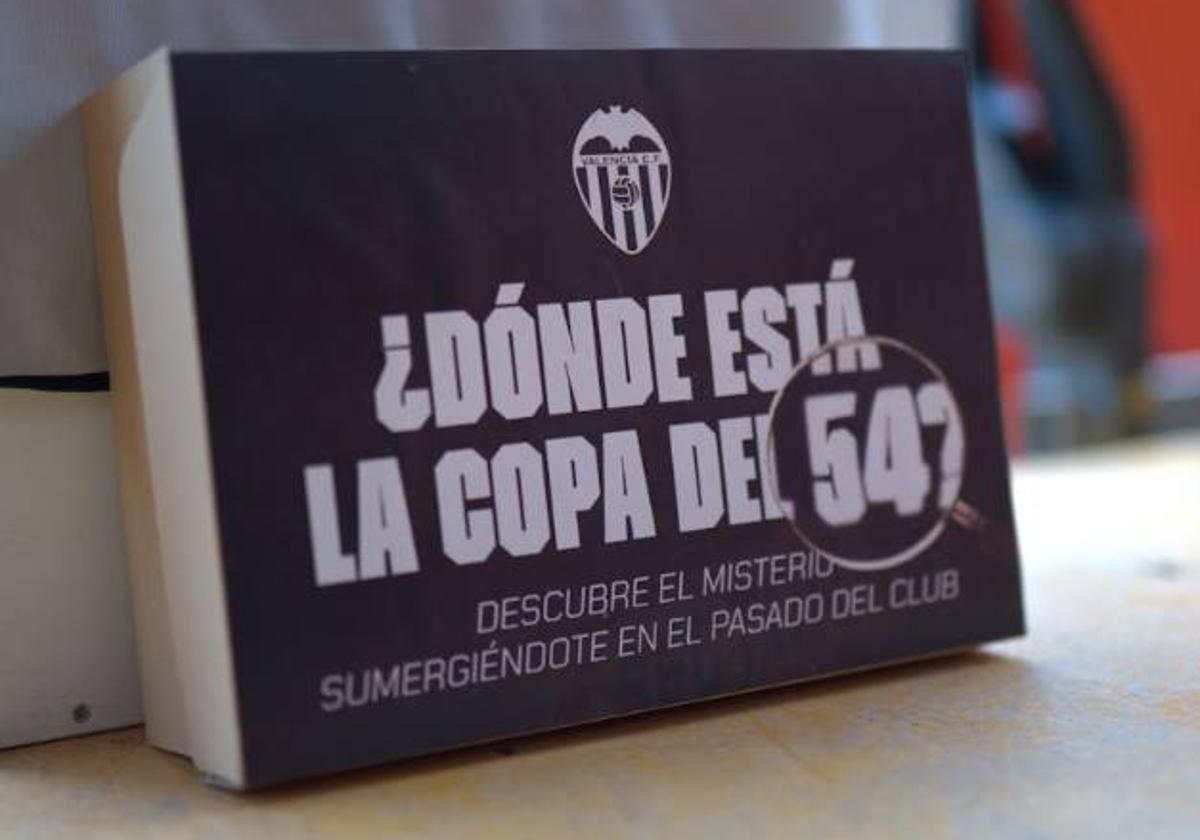 VALENCIA C.F
¿DÓNDE ESTÁ
LA COPA DEL 54?
DESCUBRE EL MISTERIO
SUMERGIÉNDOTE EN EL PASADO DEL CLUB